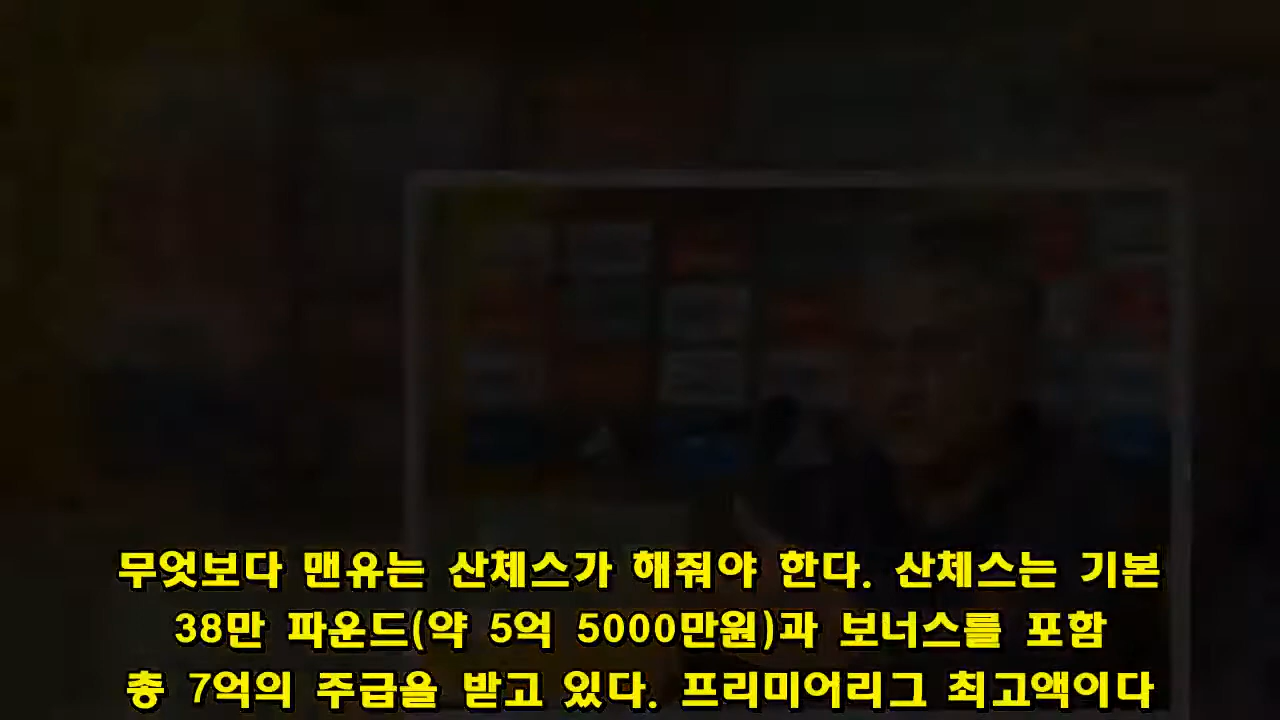 무엇보다 맨유는 산체스가 해줘야 한다. 산체스는 기본
38만 파운드(약 5억 5000만원)과 보너스를 포함
총 7억의 주급을 받고 있다. 프리미어리그 최고액이다